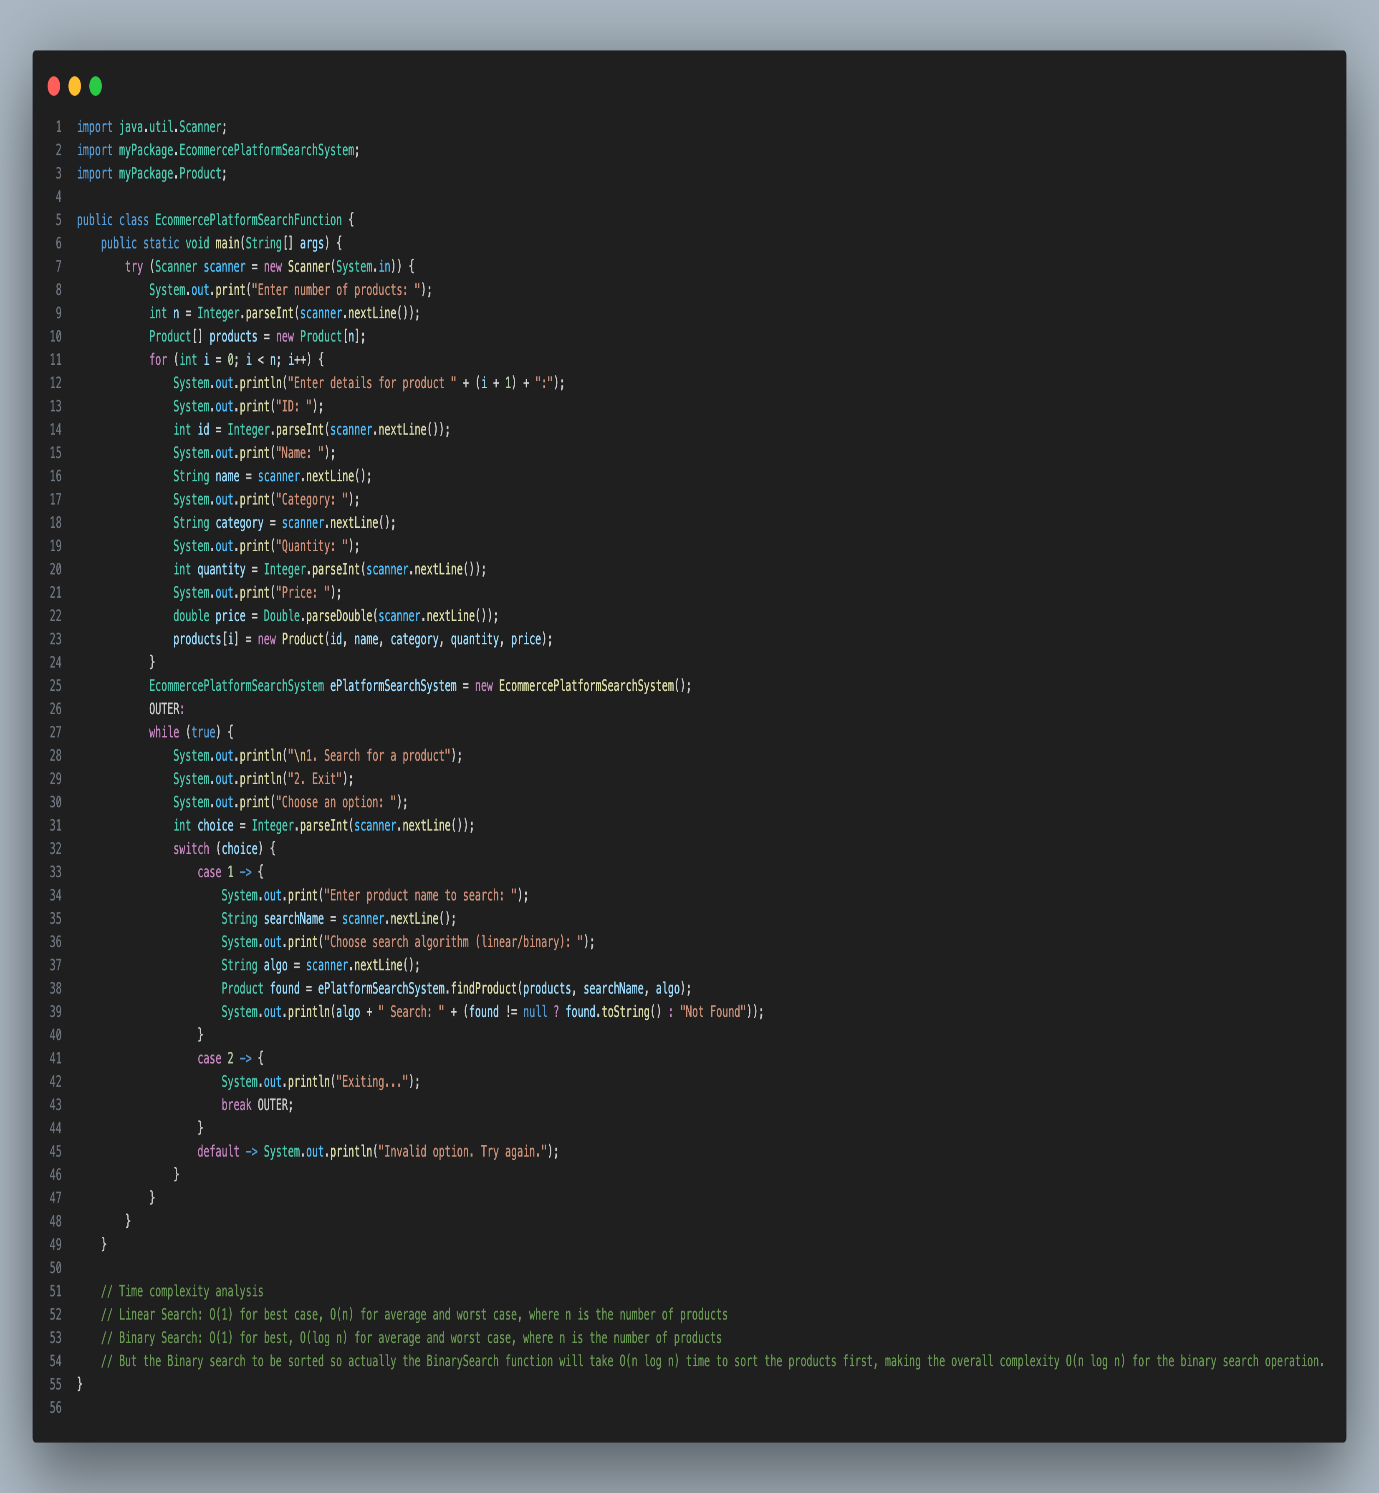 1 import java.util.Scanner;
2 import myPackage.EcommercePlatformSearchSystem;
3 import myPackage.Product;
4
5 public class EcommercePlatformSearchFunction {
6     public static void main(String[] args) {
7         try (Scanner scanner = new Scanner(System.in)) {
8             System.out.print("Enter number of products: ");
9             int n = Integer.parseInt(scanner.nextLine());
10             Product[] products = new Product[n];
11             for (int i = 0; i < n; i++) {
12                 System.out.println("Enter details for product " + (i + 1) + ":");
13                 System.out.print("ID: ");
14                 int id = Integer.parseInt(scanner.nextLine());
15                 System.out.print("Name: ");
16                 String name = scanner.nextLine();
17                 System.out.print("Category: ");
18                 String category = scanner.nextLine();
19                 System.out.print("Quantity: ");
20                 int quantity = Integer.parseInt(scanner.nextLine());
21                 System.out.print("Price: ");
22                 double price = Double.parseDouble(scanner.nextLine());
23                 products[i] = new Product(id, name, category, quantity, price);
24             }
25             EcommercePlatformSearchSystem ePlatformSearchSystem = new EcommercePlatformSearchSystem();
26             OUTER:
27             while (true) {
28                 System.out.println("\n1. Search for a product");
29                 System.out.println("2. Exit");
30                 System.out.print("Choose an option: ");
31                 int choice = Integer.parseInt(scanner.nextLine());
32                 switch (choice) {
33                     case 1 -> {
34                         System.out.print("Enter product name to search: ");
35                         String searchName = scanner.nextLine();
36                         System.out.print("Choose search algorithm (linear/binary): ");
37                         String algo = scanner.nextLine();
38                         Product found = ePlatformSearchSystem.findProduct(products, searchName, algo);
39                         System.out.println(algo + " Search: " + (found != null ? found.toString() : "Not Found"));
40                     }
41                     case 2 -> {
42                         System.out.println("Exiting...");
43                         break OUTER;
44                     }
45                     default -> System.out.println("Invalid option. Try again.");
46                 }
47             }
48         }
49     }
50
51     // Time complexity analysis
52     // Linear Search: O(1) for best case, O(n) for average and worst case, where n is the number of products
53     // Binary Search: O(1) for best, O(log n) for average and worst case, where n is the number of products
54     // But the Binary search to be sorted so actually the BinarySearch function will take O(n log n) time to sort the products first, making the overall complexity O(n log n) for the binary search operation.
55 }
56